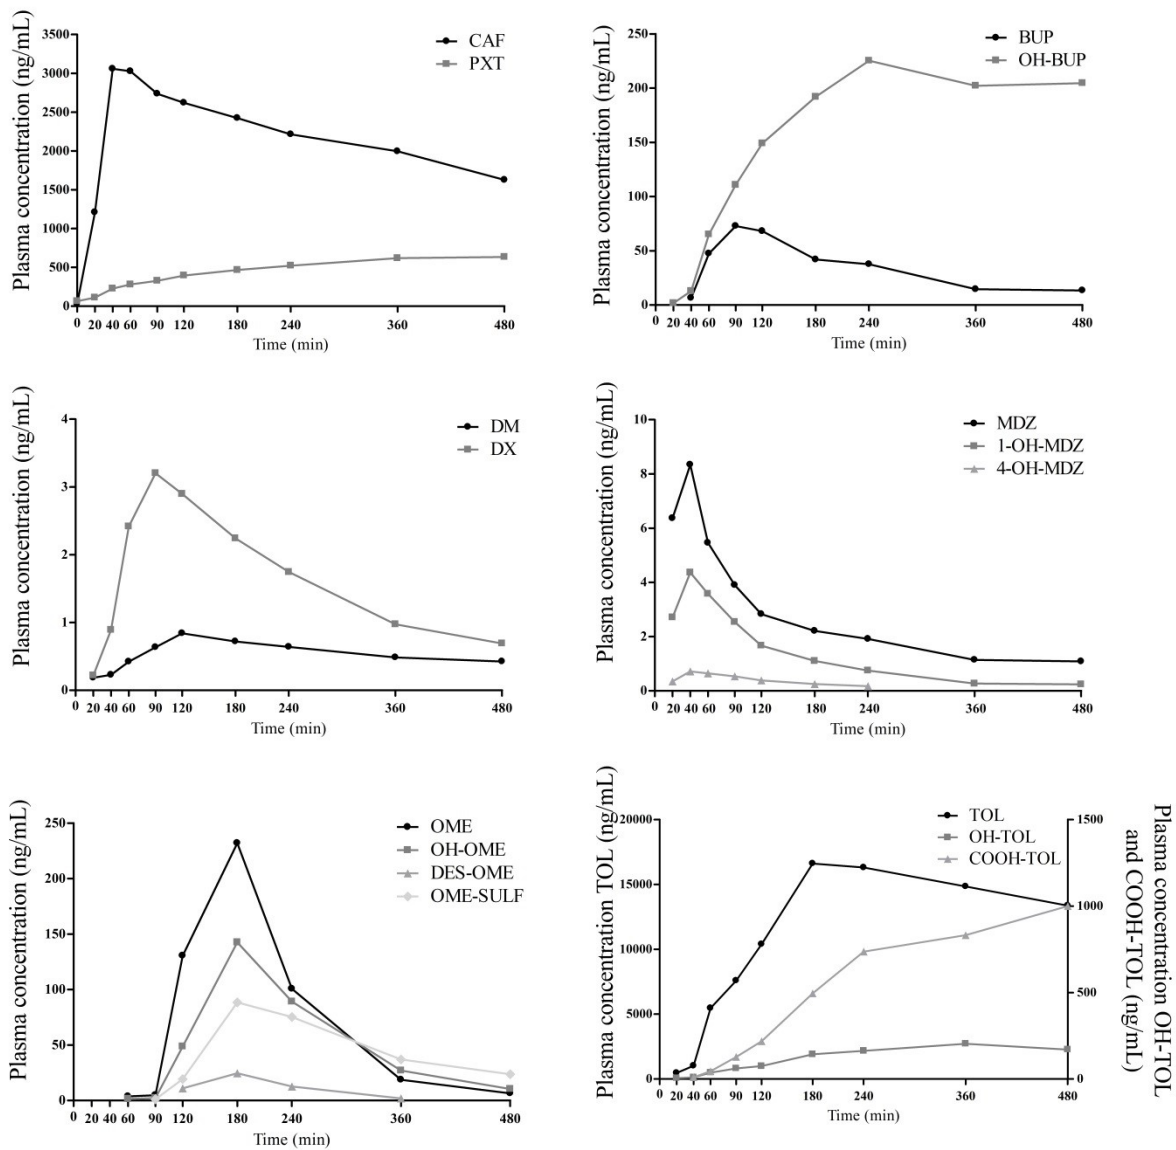 Plasma concentration (ng/mL)
3500
3000
2500
2000
1500
1000
500
0
0 20 40 60 90 120 180 240 360 480
Time (min)
CAF
PXT
Plasma concentration (ng/mL)
250
200
150
100
50
0
0 20 40 60 90 120 180 240 360 480
Time (min)
BUP
OH-BUP
Plasma concentration (ng/mL)
4
3
2
1
0
0 20 40 60 90 120 180 240 360 480
Time (min)
DM
DX
Plasma concentration (ng/mL)
10
8
6
4
2
0
0 20 40 60 90 120 180 240 360 480
Time (min)
MDZ
1-OH-MDZ
4-OH-MDZ
Plasma concentration (ng/mL)
250
200
150
100
50
0
0 20 40 60 90 120 180 240 360 480
Time (min)
OME
OH-OME
DES-OME
OME-SULF
Plasma concentration TOL (ng/mL)
20000
15000
10000
5000
0
0 20 40 60 90 120 180 240 360 480
Time (min)
TOL
OH-TOL
COOH-TOL
1500
1000
500
0
Plasma concentration OH-TOL
and COOH-TOL (ng/mL)